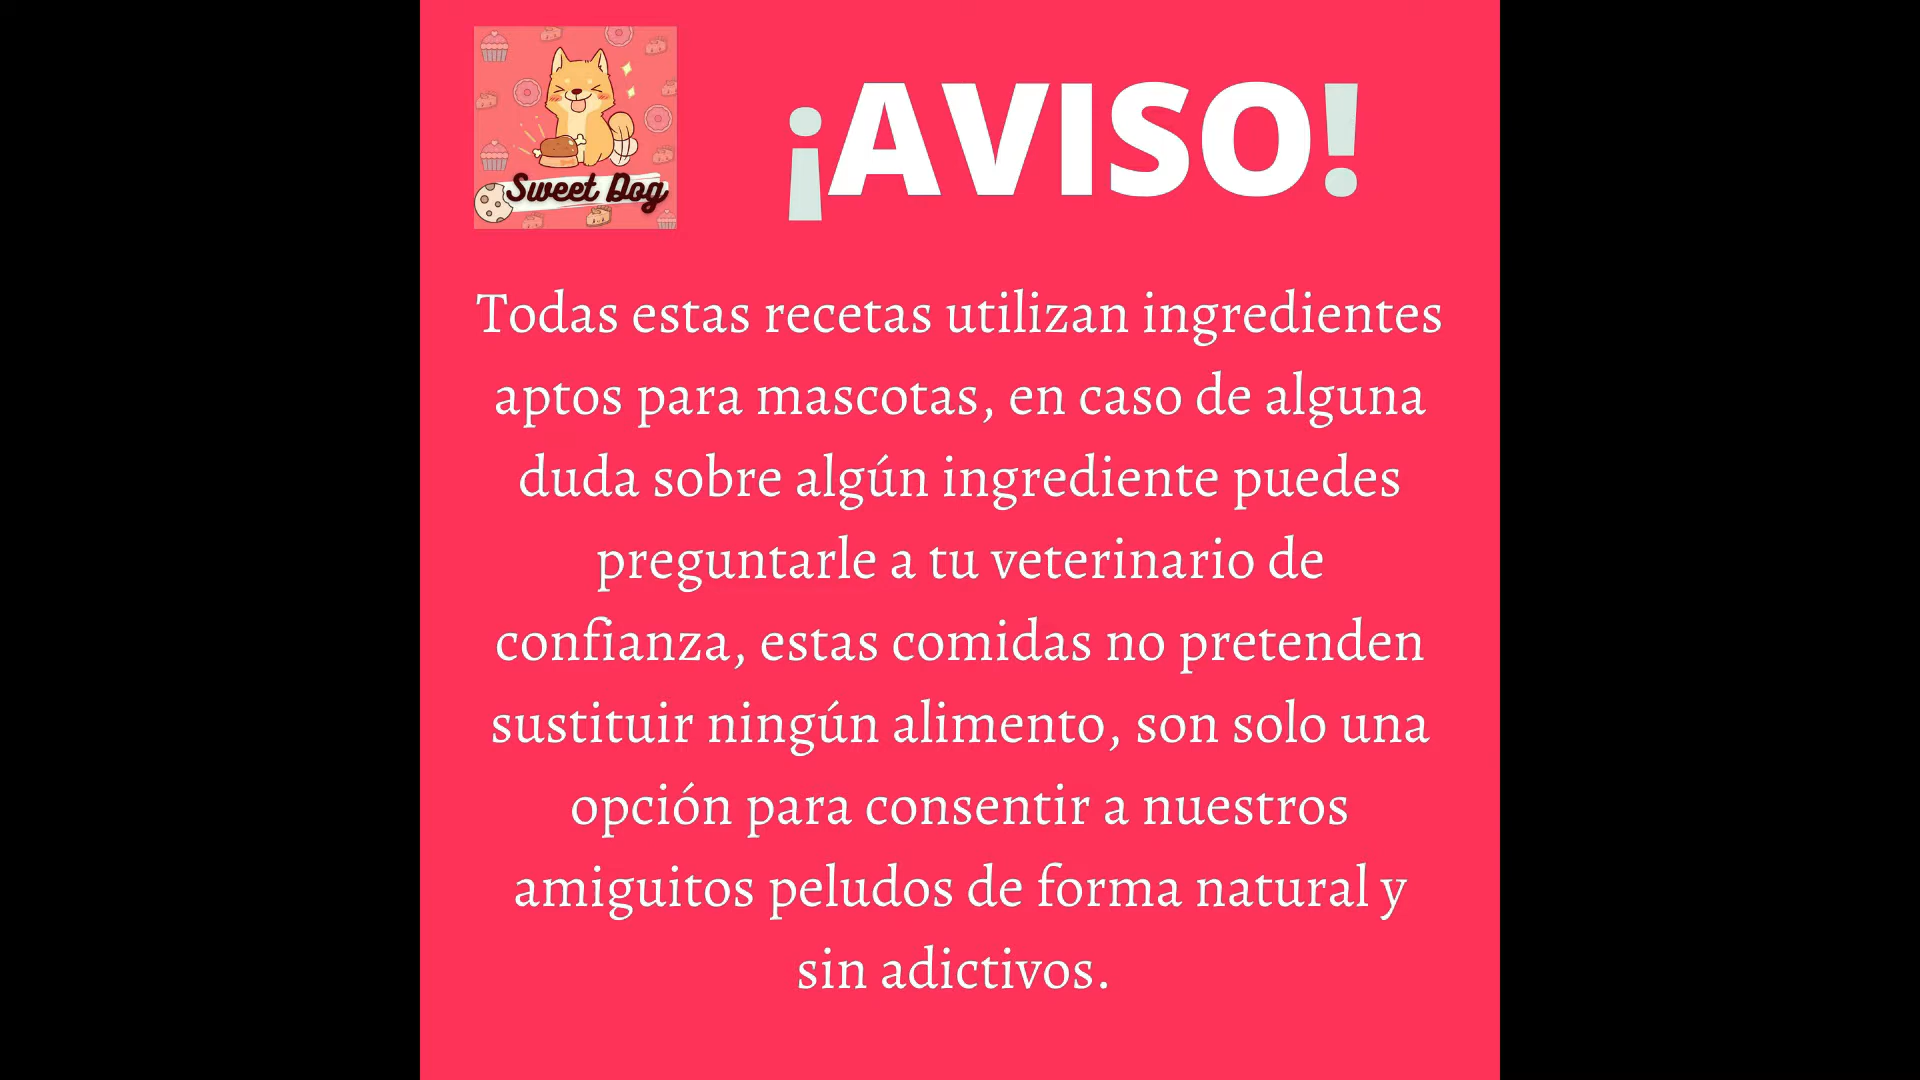 Sweet Dog
¡AVISO!
Todas estas recetas utilizan ingredientes
aptos para mascotas, en caso de alguna
duda sobre algún ingrediente puedes
preguntarle a tu veterinario de
confianza, estas comidas no pretenden
sustituir ningún alimento, son solo una
opción para consentir a nuestros
amiguitos peludos de forma natural y
sin adictivos.